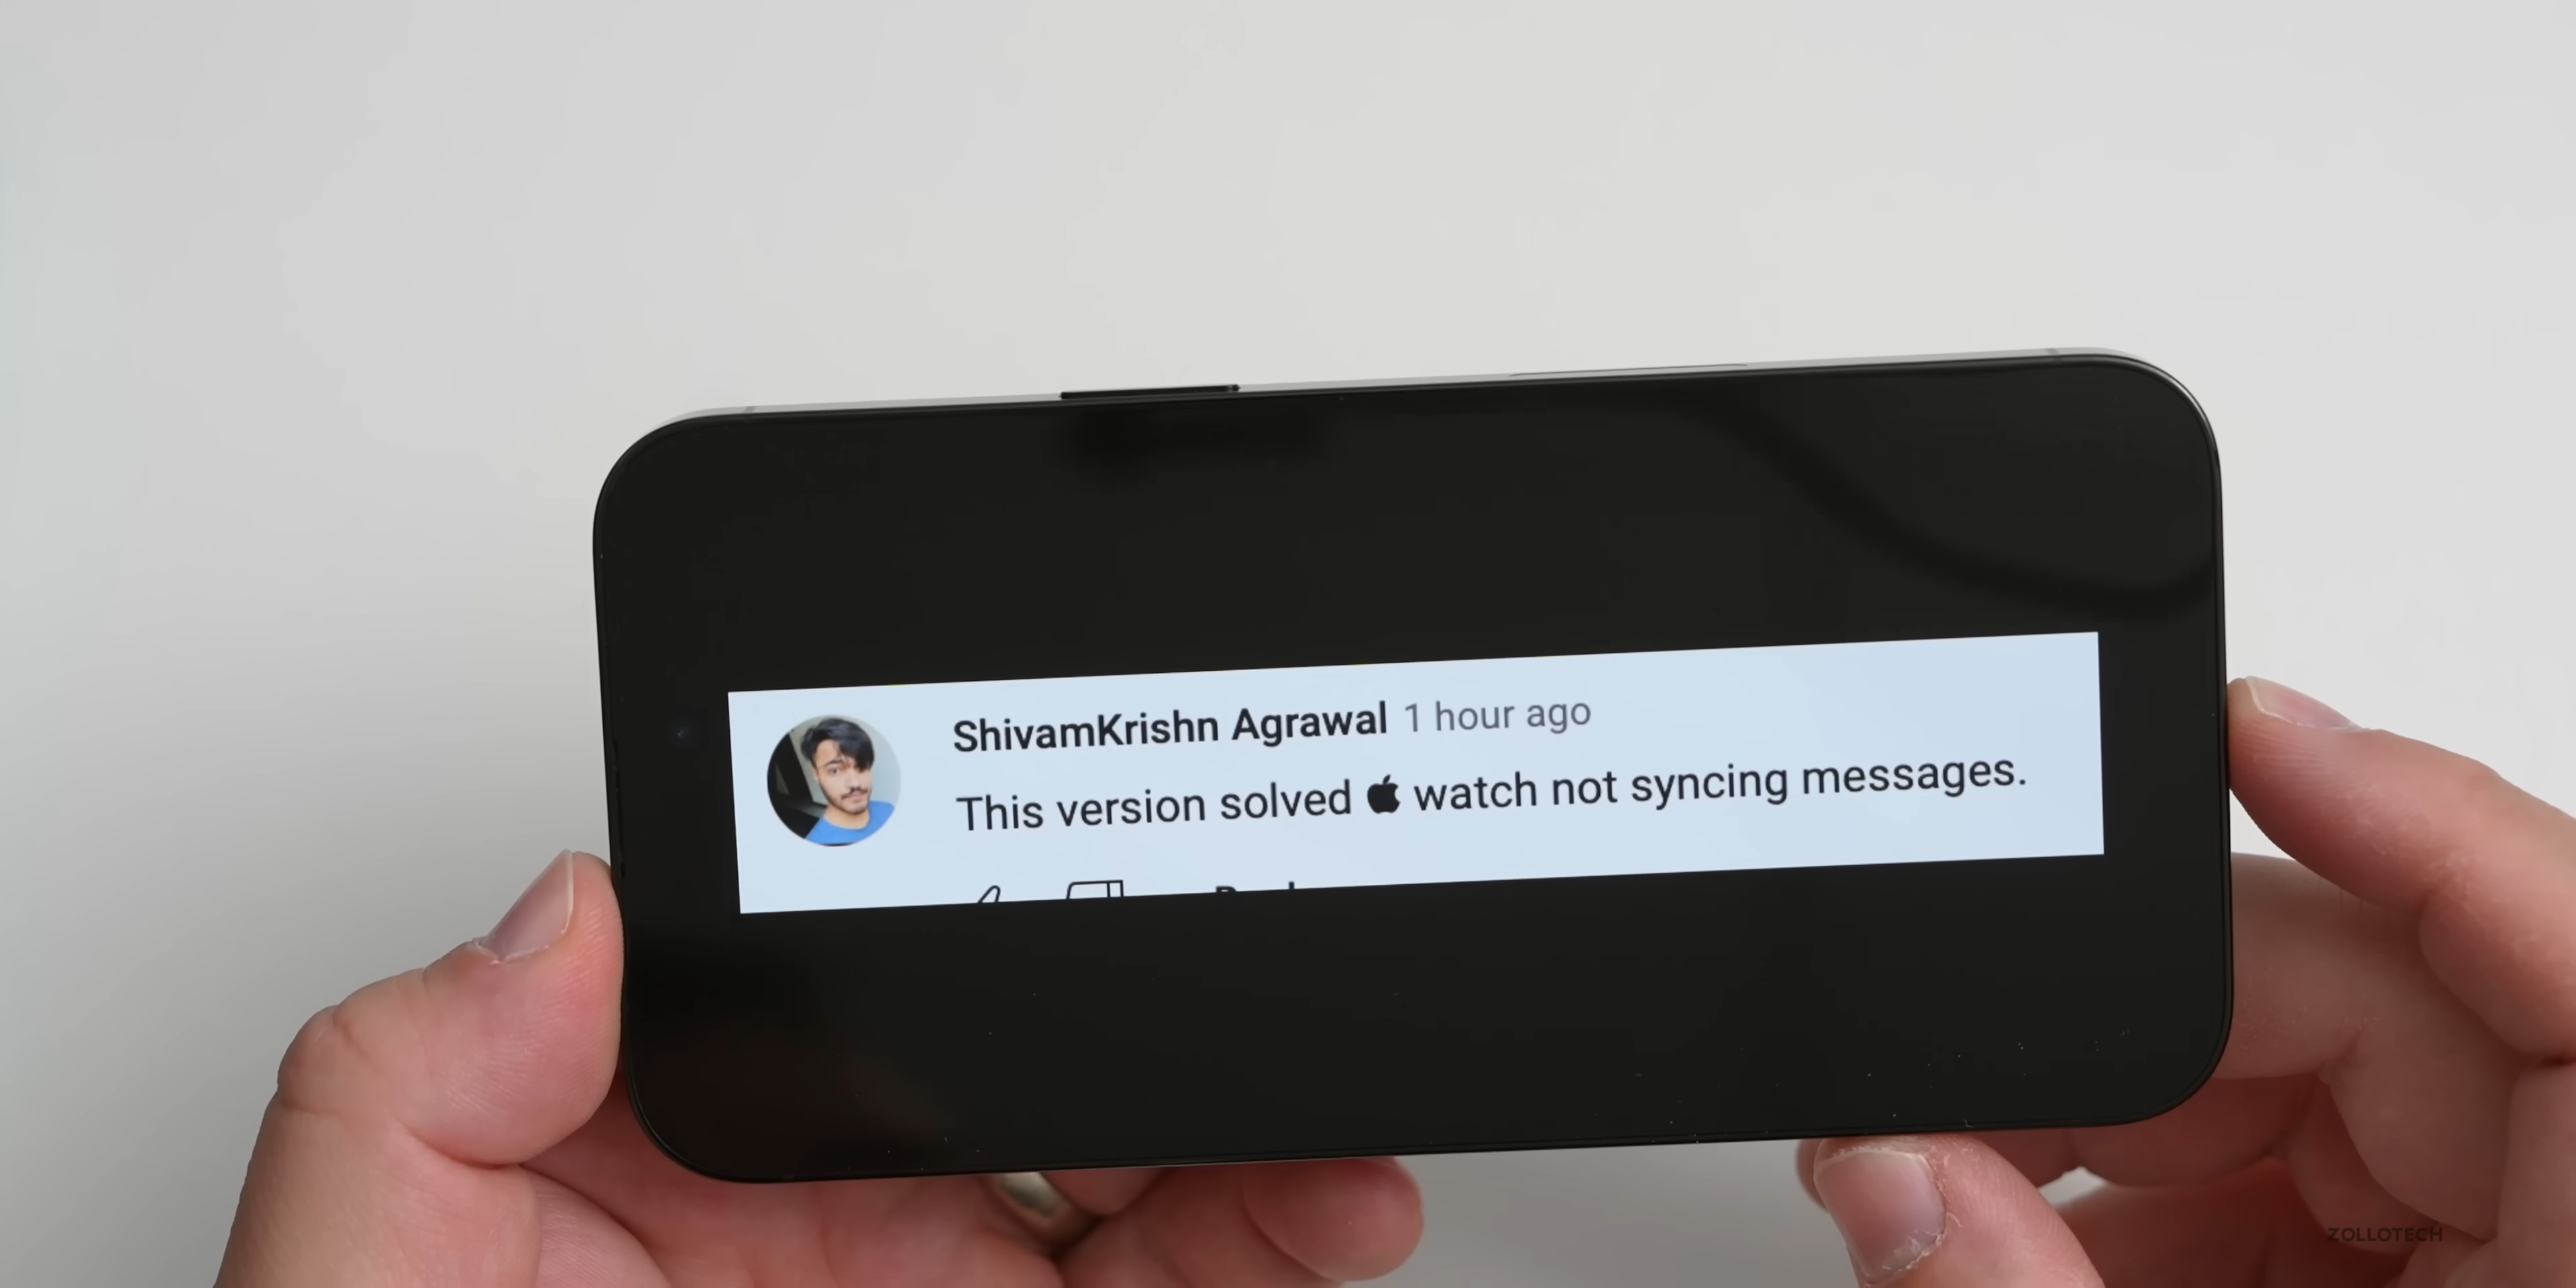 ShivamKrishn Agrawal 1 hour ago
This version solved  watch not syncing messages.
ZOLLOTECH